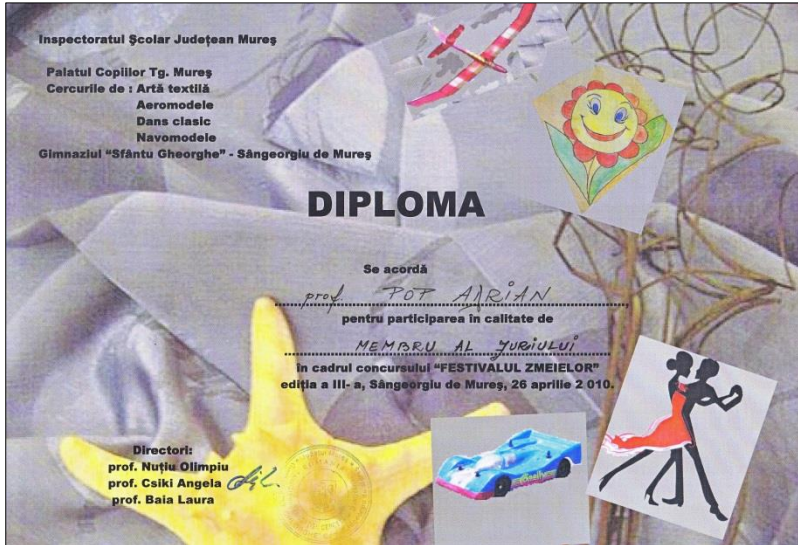 Inspectoratul Şcolar Judeţean Mureş
Palatul Copiilor Tg. Mureş
Cercurile de : Artă textilă
Aeromodele
Dans clasic
Navomodele
Gimnaziul "Sfântu Gheorghe" - Sângeorgiu de Mureş
DIPLOMA
Se acordă
prof. POP ADRIAN
pentru participarea în calitate de
MEMBRU AL JURIULUI
în cadrul concursului "FESTIVALUL ZMEIELOR"
ediţia a III- a, Sângeorgiu de Mureş, 26 aprilie 2 010.
Directori:
prof. Nuţiu Olimpiu
prof. Csiki Angela
prof. Baia Laura